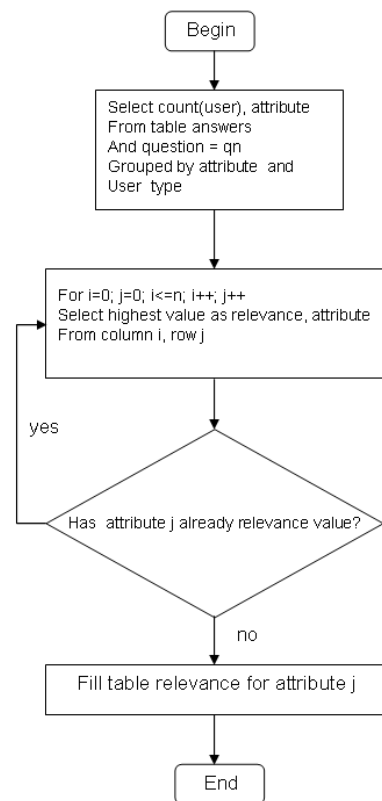 Begin
Select count(user), attribute
From table answers
And question = qn
Grouped by attribute and
User type
For i=0; j=0; i<=n; i++; j++
Select highest value as relevance, attribute
From column i, row j
yes
Has attribute j already relevance value?
no
Fill table relevance for attribute j
End